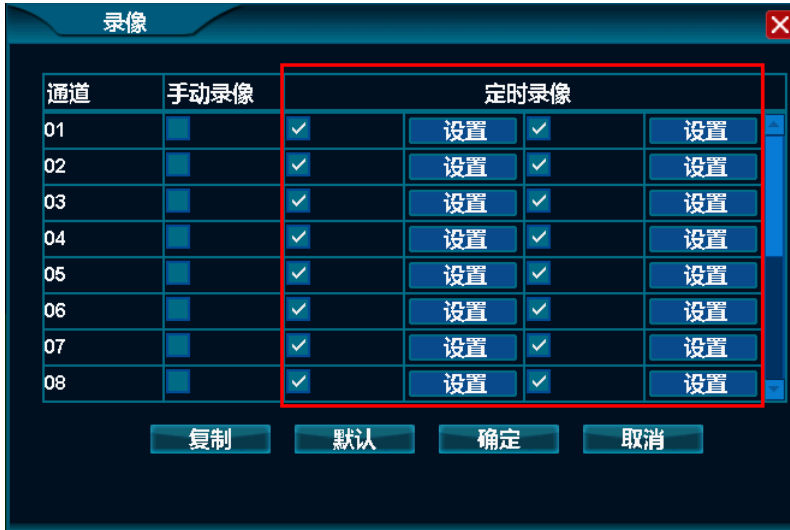 录像
通道 手动录像 定时录像
01 设置 设置
02 设置 设置
03 设置 设置
04 设置 设置
05 设置 设置
06 设置 设置
07 设置 设置
08 设置 设置
复制 默认 确定 取消